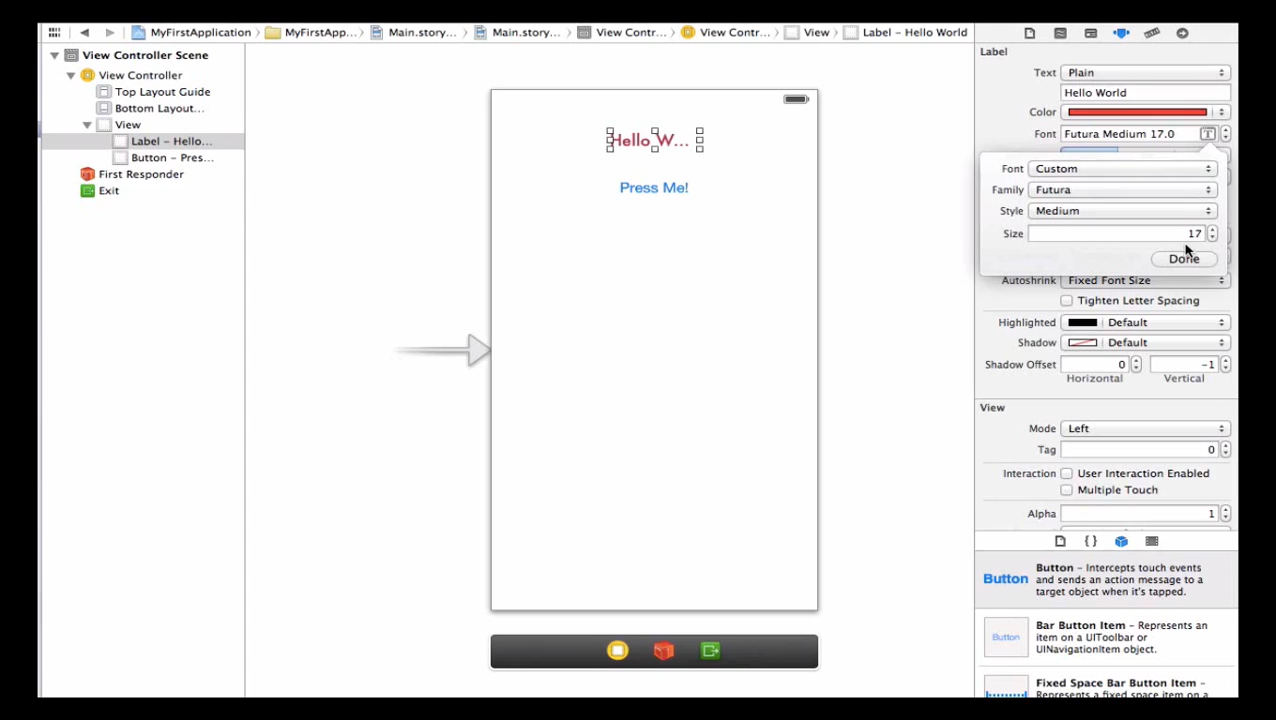 MyFirstApplication
MyFirstApp...
Main.story...
Main.story...
View Contr...
View Contr...
View
Label – Hello World
View Controller Scene
View Controller
Top Layout Guide
Bottom Layout...
View
Label – Hello...
Button – Pres...
First Responder
Exit
Hello W...
Press Me!
Label
Text Plain
Hello World
Color
Font Futura Medium 17.0
Font Custom
Family Futura
Style Medium
Size 17
Done
Autoshrink Fixed Font Size
Tighten Letter Spacing
Highlighted Default
Shadow Default
Shadow Offset 0 –1
Horizontal Vertical
View
Mode Left
Tag 0
Interaction User Interaction Enabled
Multiple Touch
Alpha 1
Button
Button – Intercepts touch events
and sends an action message to a
target object when it's tapped.
Button
Bar Button Item – Represents an
item on a UIToolbar or
UINavigationItem object.
Fixed Space Bar Button Item –
Represents a fixed space item on a